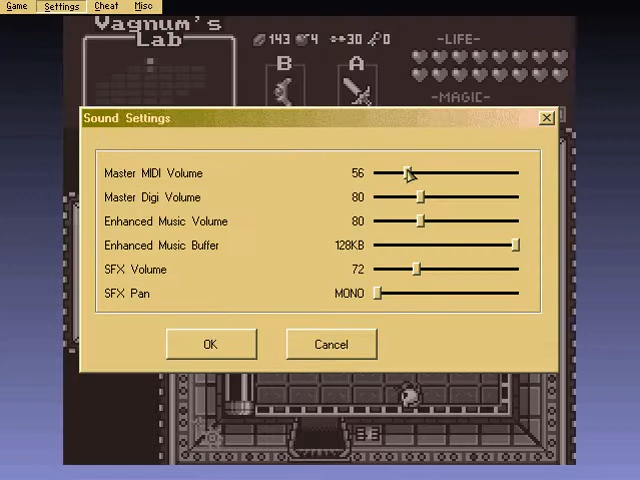 Game Settings Cheat Misc
Vagnum's
Lab
143 4 30 0
B A
-LIFE-
-MAGIC-
Sound Settings
Master MIDI Volume 56
Master Digi Volume 80
Enhanced Music Volume 80
Enhanced Music Buffer 128KB
SFX Volume 72
SFX Pan MONO
OK Cancel